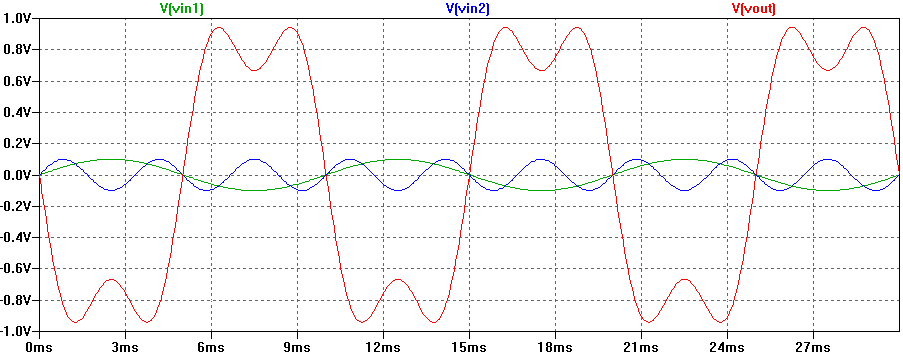 V(vin1) V(vin2) V(vout)
1.0V
0.8V
0.6V
0.4V
0.2V
0.0V
-0.2V
-0.4V
-0.6V
-0.8V
-1.0V
0ms 3ms 6ms 9ms 12ms 15ms 18ms 21ms 24ms 27ms